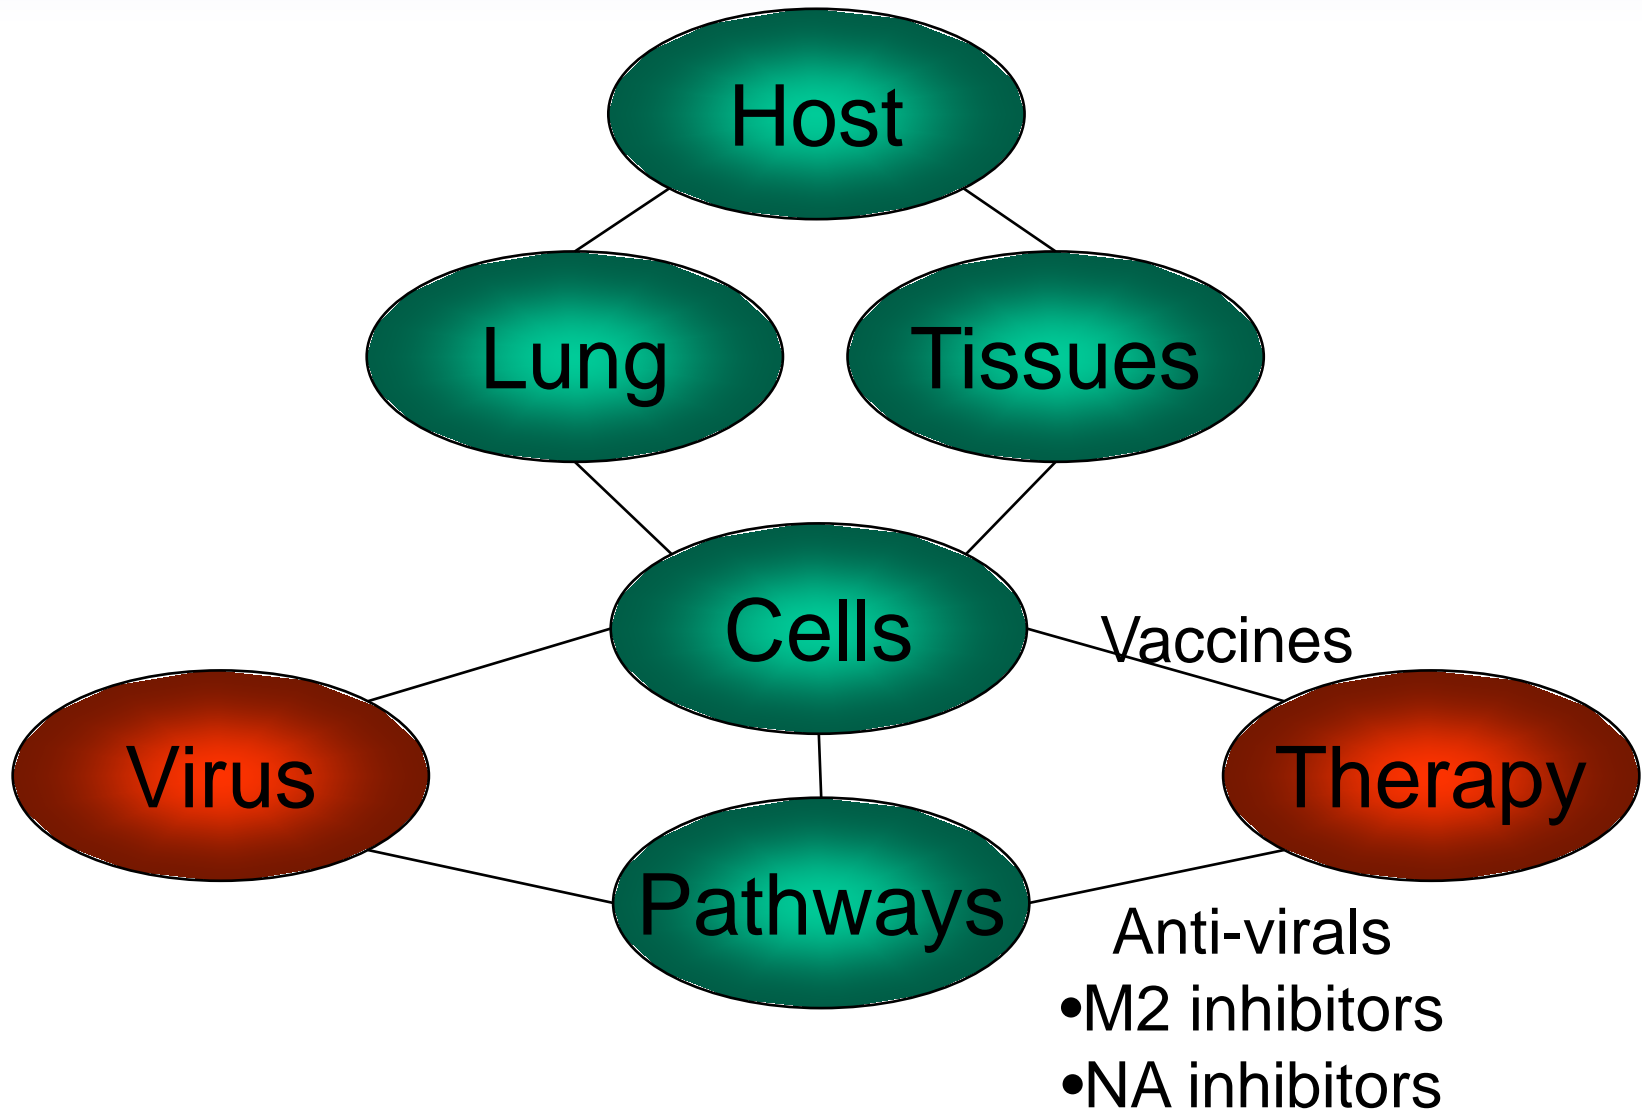 Host
Lung
Tissues
Cells
Vaccines
Virus
Therapy
Pathways
Anti-virals
•M2 inhibitors
•NA inhibitors